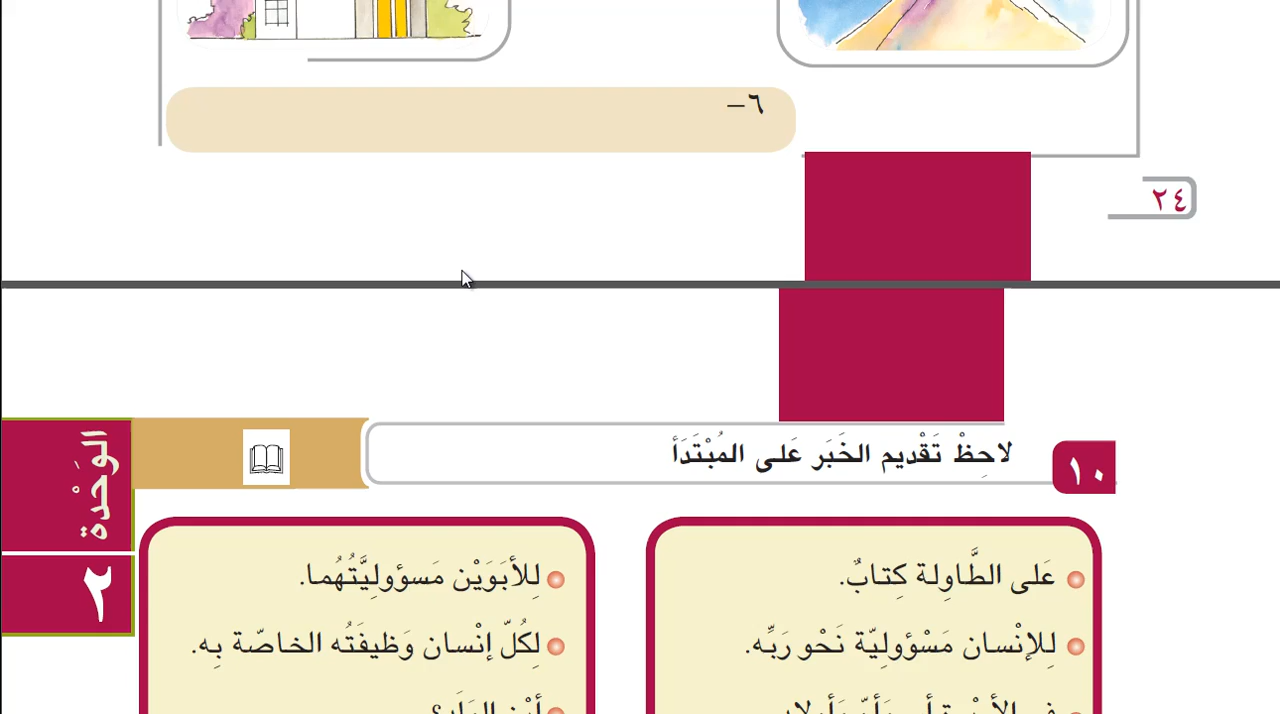 ٦–
٢٤
الوَحْدة
٢
١٠
لاحِظْ تَقْديم الخَبَر عَلى المُبْتَدَأ
عَلى الطَّاوِلة كِتابٌ.
لِلإنْسان مَسْؤوليّة نَحْو رَبِّه.
لِلأبَوَيْن مَسؤولِيَّتُهُما.
لِكُلّ إنْسان وَظيفَتُه الخاصّة بِه.